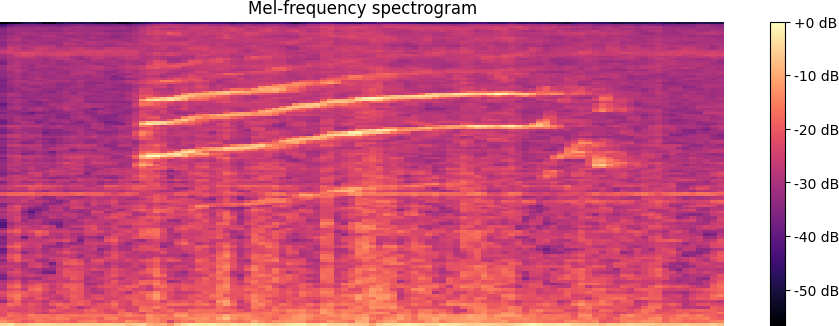 Mel-frequency spectrogram
+0 dB
-10 dB
-20 dB
-30 dB
-40 dB
-50 dB